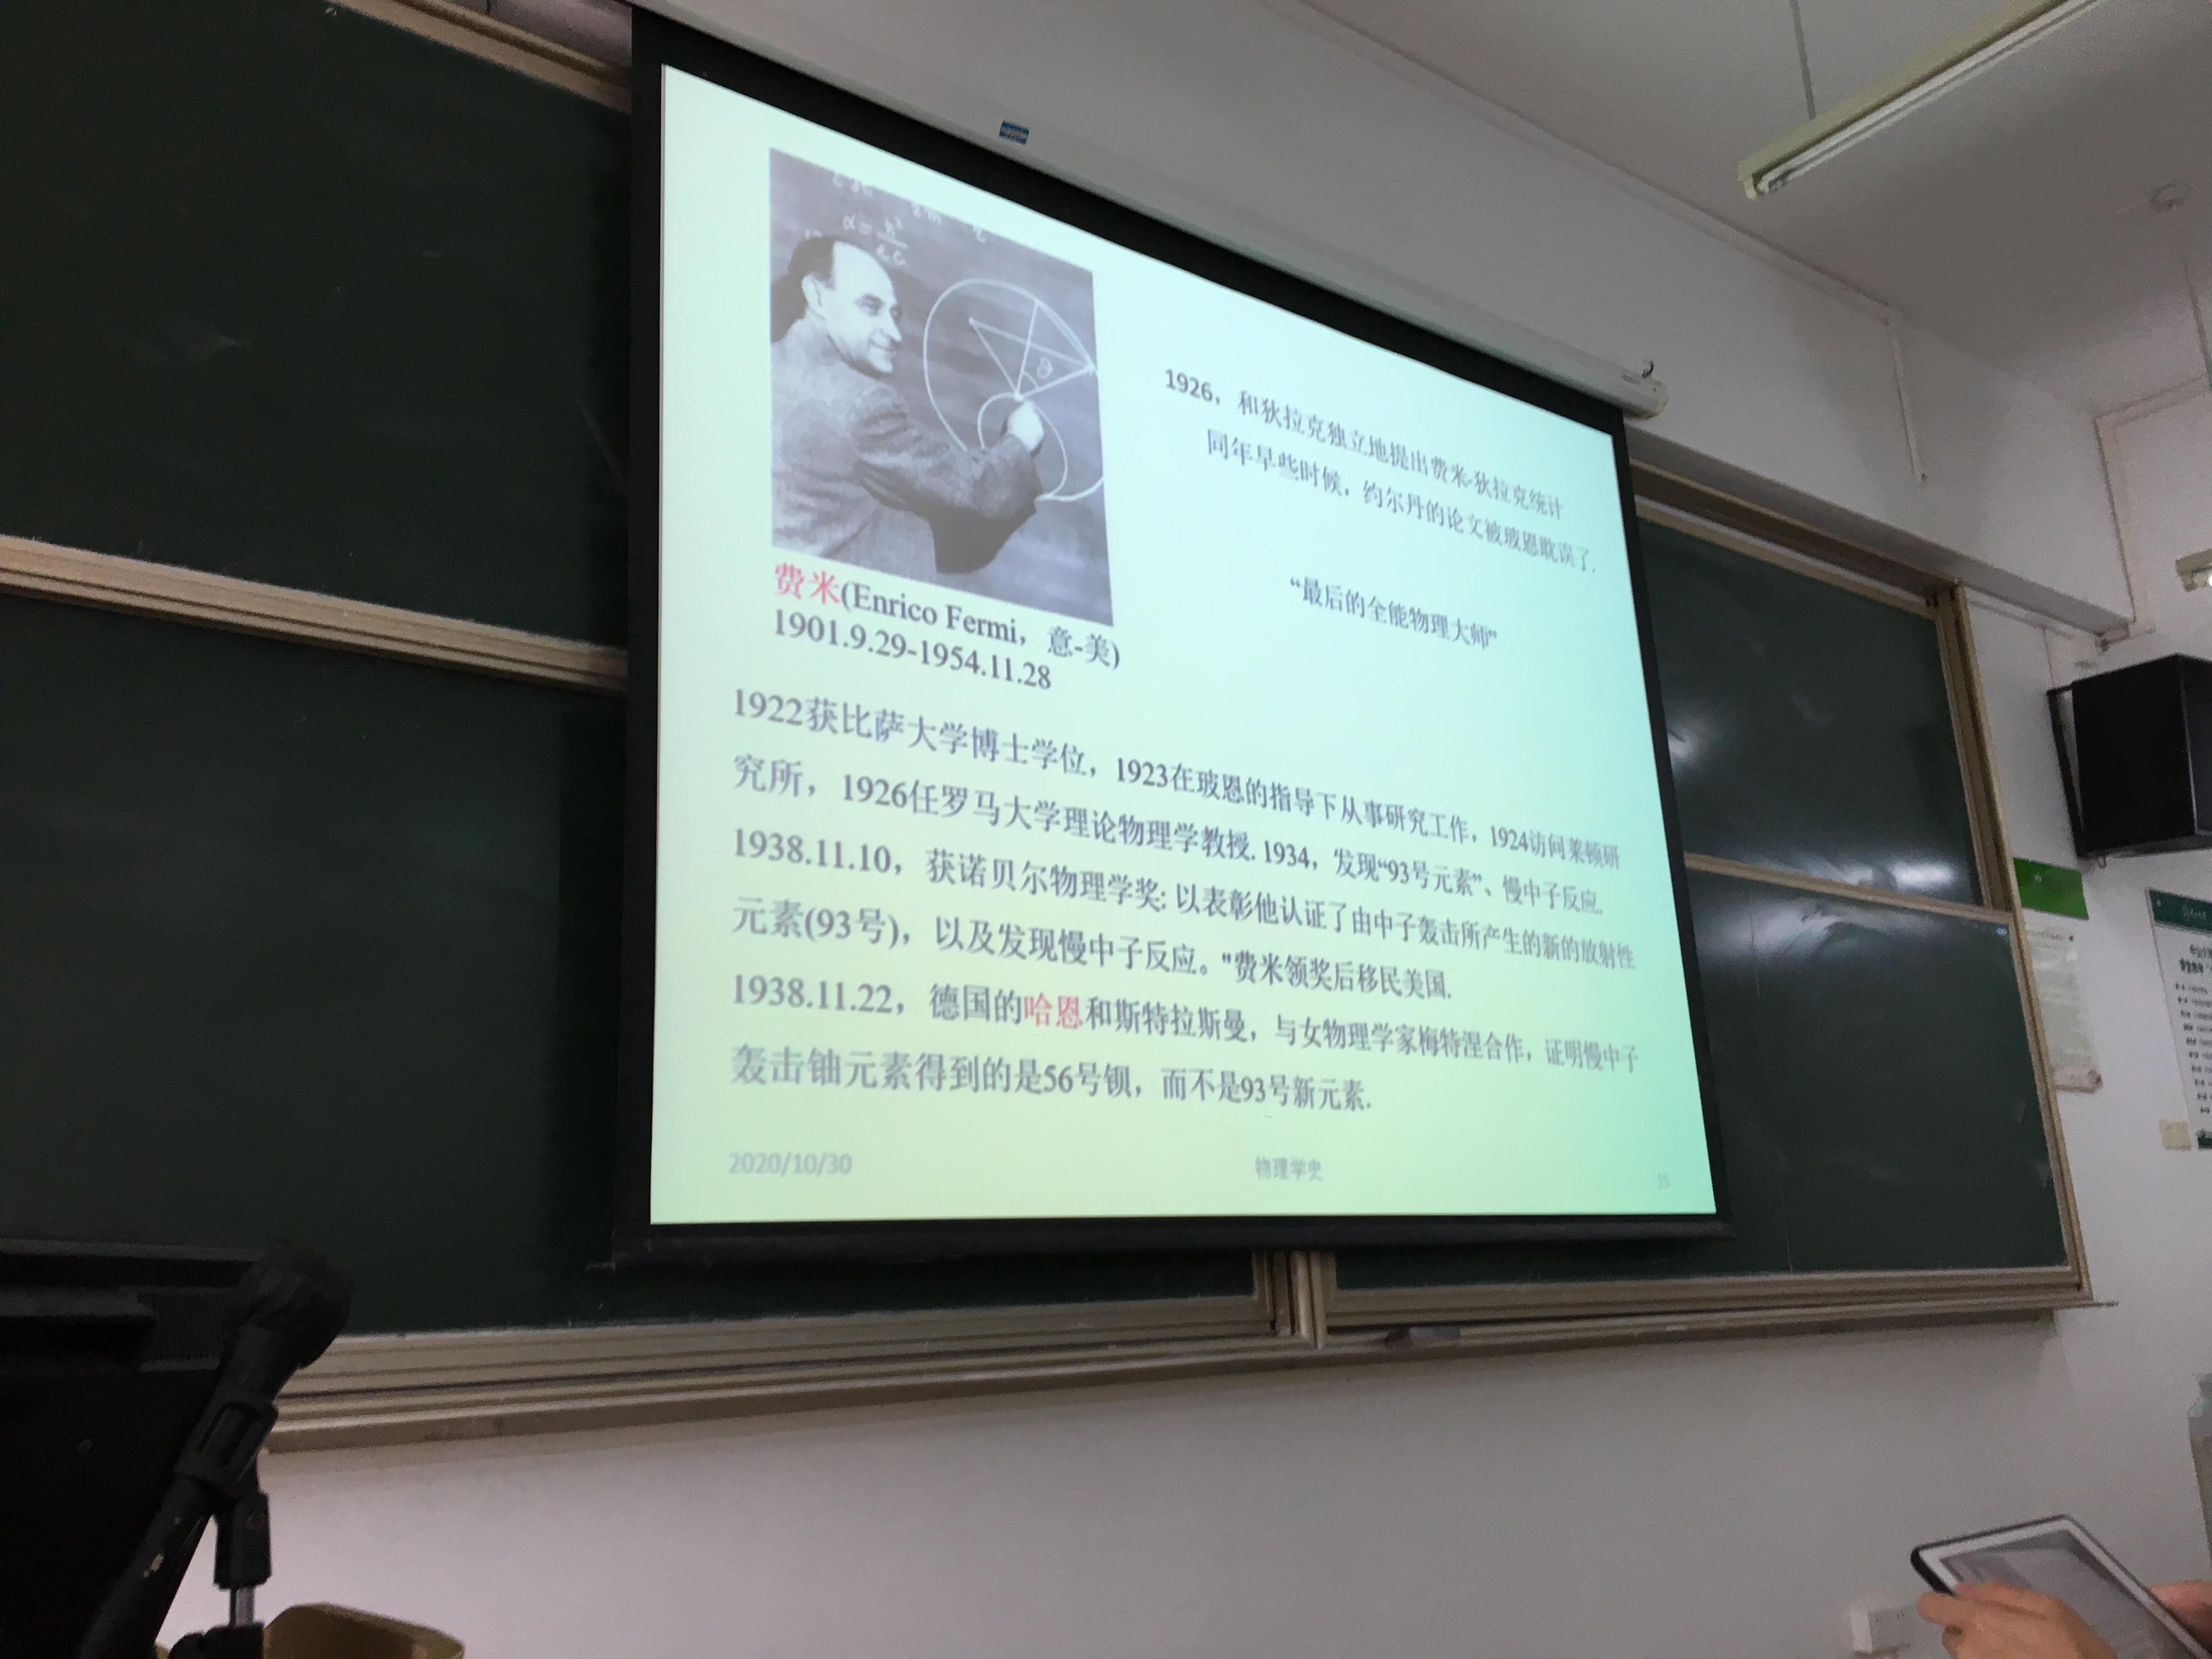 α = ħ²/ec
θ
1926，和狄拉克独立地提出费米-狄拉克统计
同年早些时候，约尔丹的论文被玻恩耽误了.
“最后的全能物理大师”
费米(Enrico Fermi，意-美)
1901.9.29-1954.11.28
1922获比萨大学博士学位，1923在玻恩的指导下从事研究工作，1924访问莱顿研
究所，1926任罗马大学理论物理学教授. 1934，发现“93号元素”、慢中子反应.
1938.11.10，获诺贝尔物理学奖: 以表彰他认证了由中子轰击所产生的新的放射性
元素(93号)，以及发现慢中子反应。"费米领奖后移民美国.
1938.11.22，德国的哈恩和斯特拉斯曼，与女物理学家梅特涅合作，证明慢中子
轰击铀元素得到的是56号钡，而不是93号新元素.
2020/10/30
物理学史
19